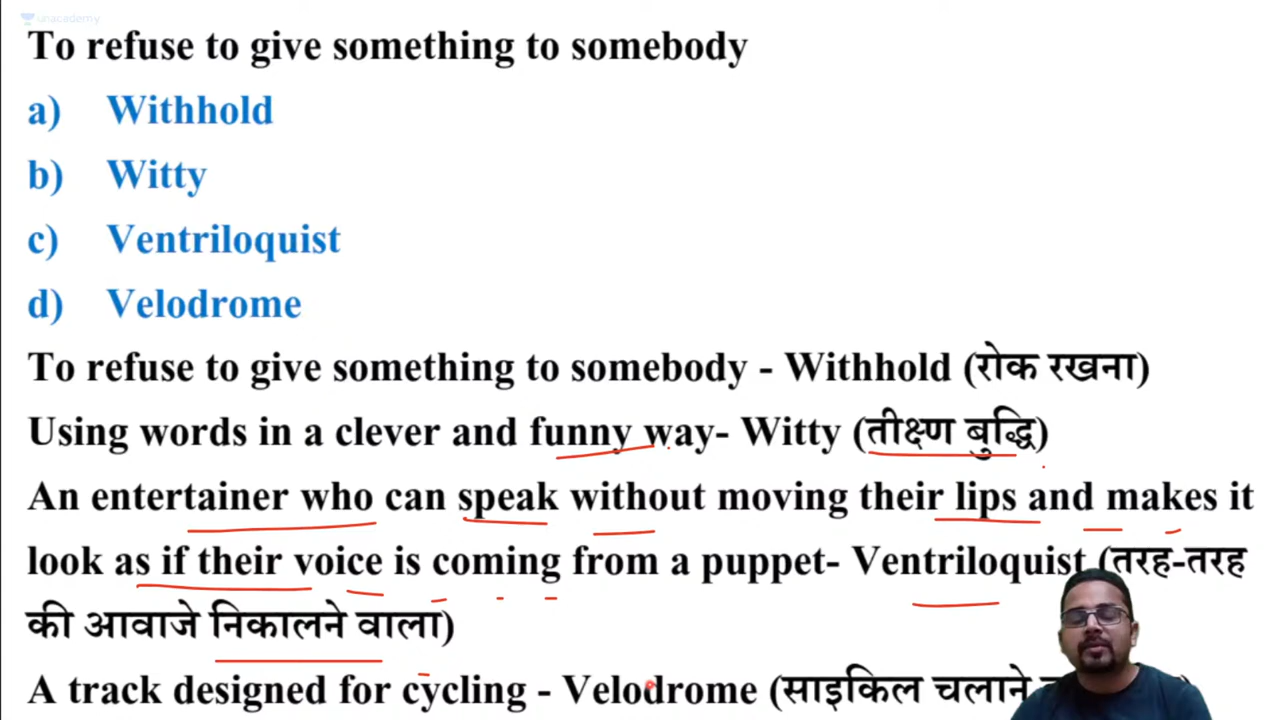 unacademy
To refuse to give something to somebody
a) Withhold
b) Witty
c) Ventriloquist
d) Velodrome
To refuse to give something to somebody - Withhold (रोक रखना)
Using words in a clever and funny way- Witty (तीक्ष्ण बुद्धि)
An entertainer who can speak without moving their lips and makes it
look as if their voice is coming from a puppet- Ventriloquist (तरह-तरह
की आवाजे निकालने वाला)
A track designed for cycling - Velodrome (साइकिल चलाने